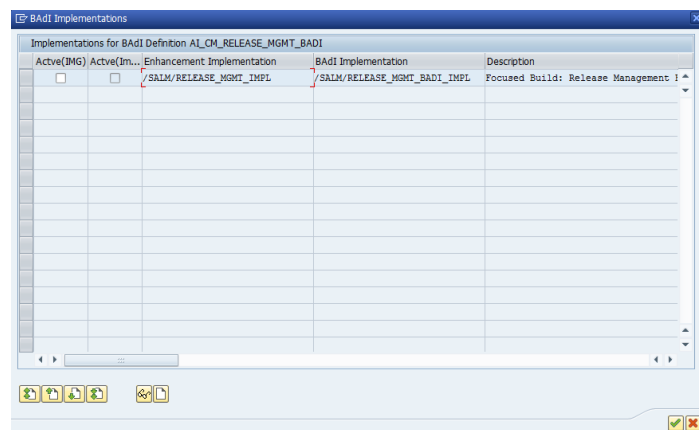 BAdI Implementations
Implementations for BAdI Definition AI_CM_RELEASE_MGMT_BADI
Actve(IMG) Actve(Im... Enhancement Implementation BAdI Implementation Description
/SALM/RELEASE_MGMT_IMPL /SALM/RELEASE_MGMT_BADI_IMPL Focused Build: Release Management